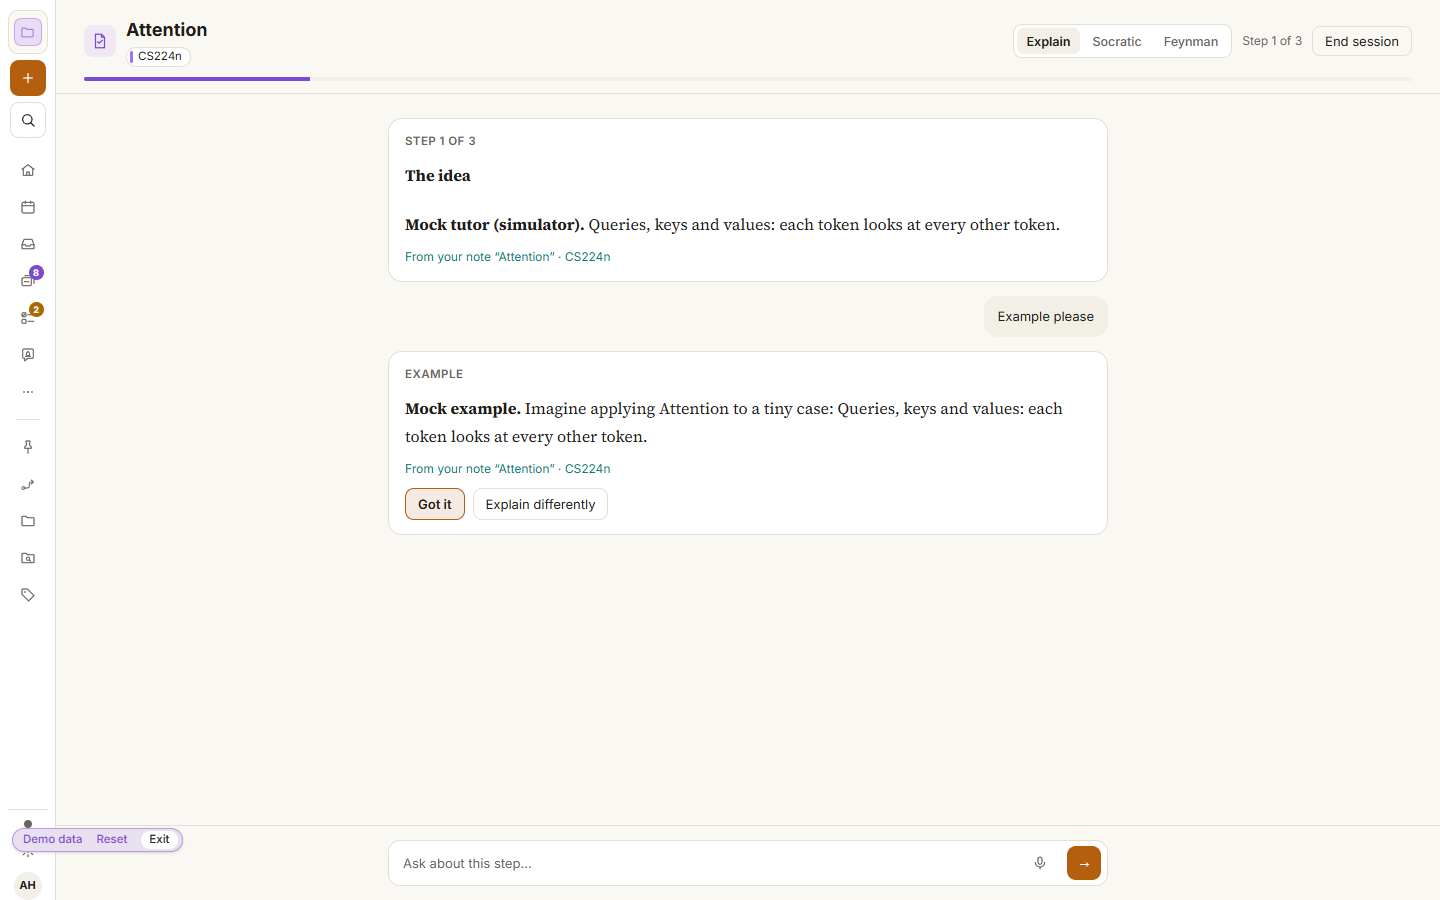 Attention
CS224n
Explain
Socratic
Feynman
Step 1 of 3
End session
STEP 1 OF 3
The idea
Mock tutor (simulator). Queries, keys and values: each token looks at every other token.
From your note “Attention” · CS224n
Example please
EXAMPLE
Mock example. Imagine applying Attention to a tiny case: Queries, keys and values: each
token looks at every other token.
From your note “Attention” · CS224n
Got it
Explain differently
8
2
Demo data
Reset
Exit
Ask about this step...
→
AH